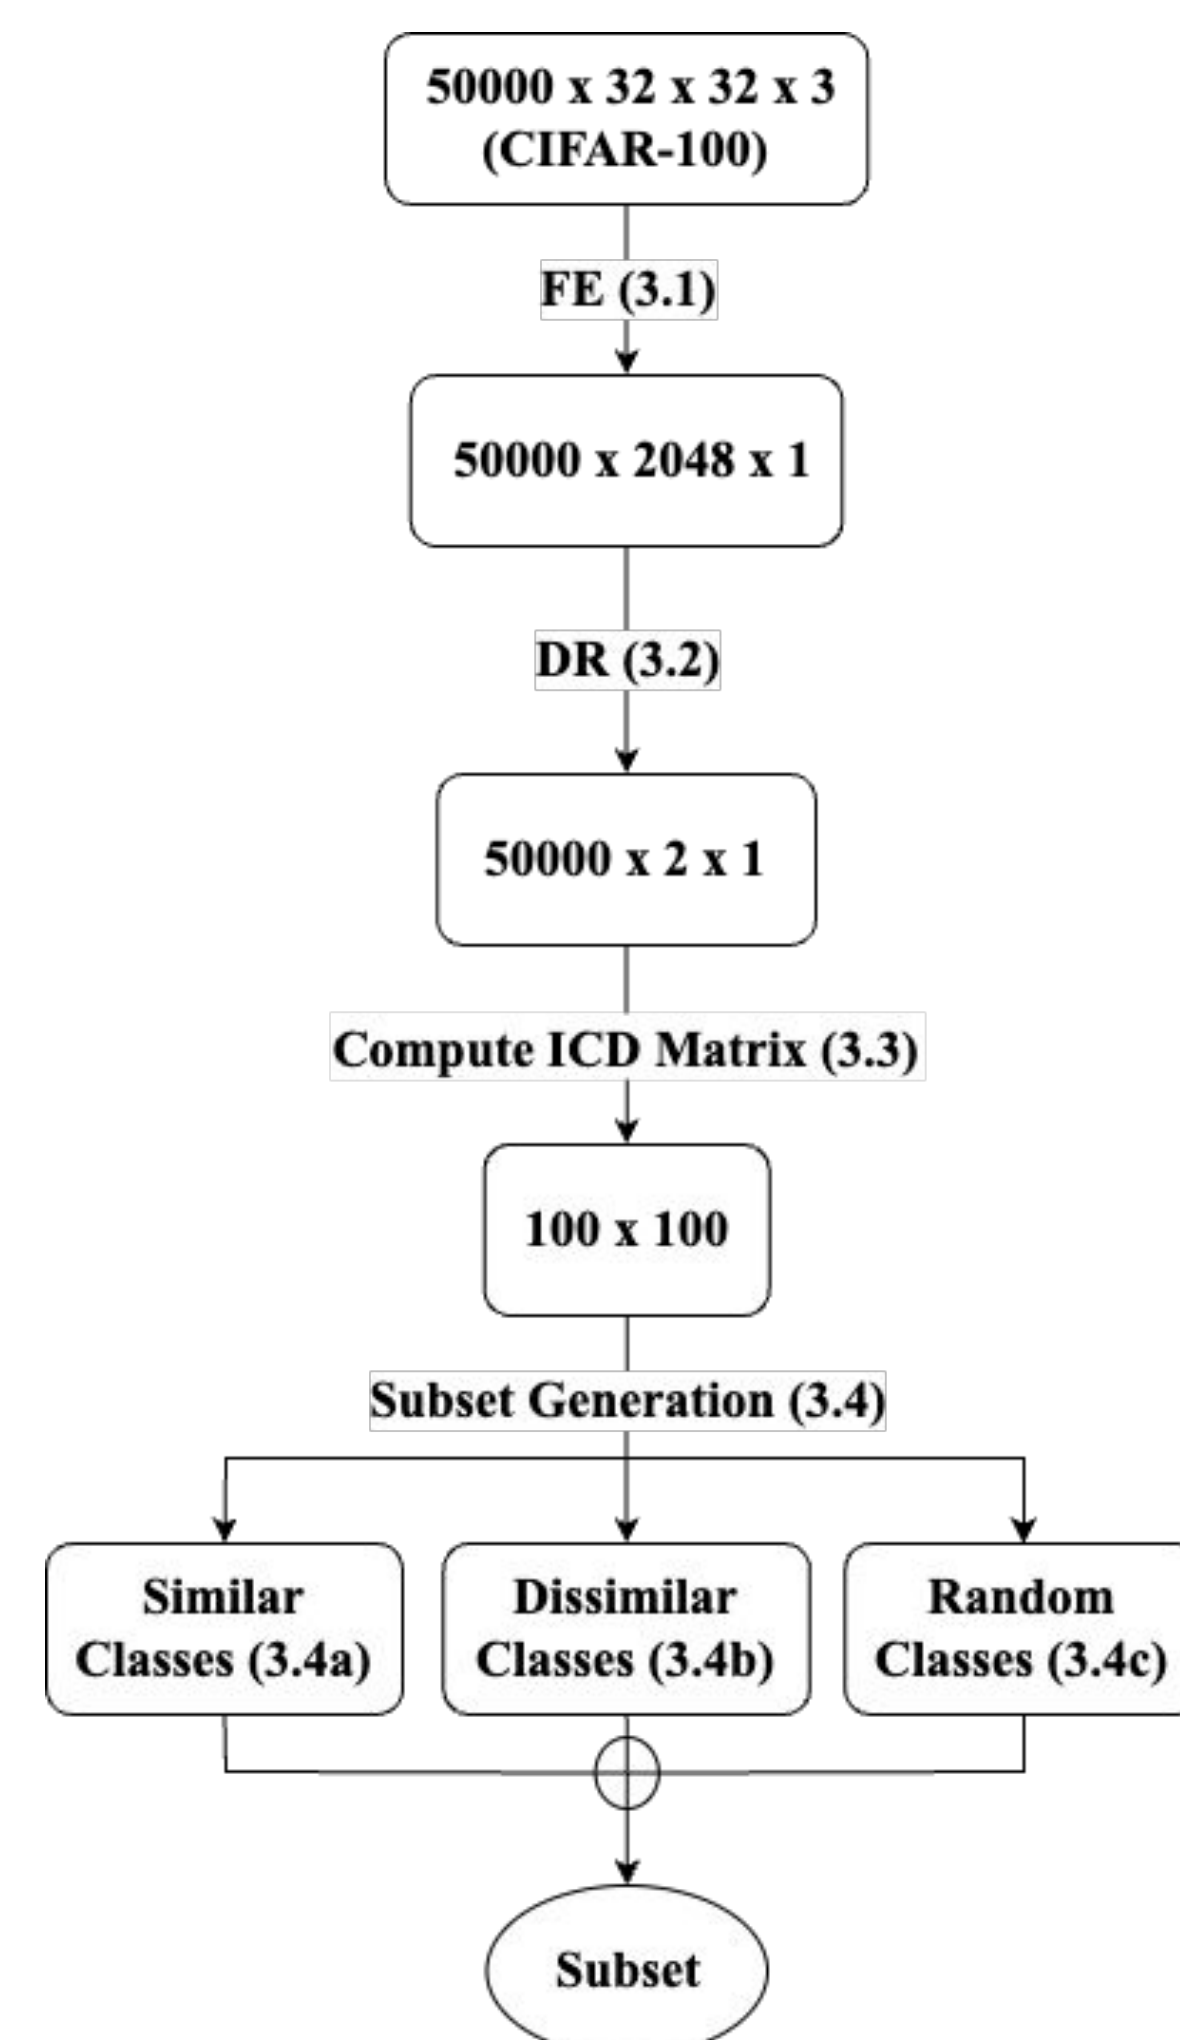 50000 x 32 x 32 x 3
(CIFAR-100)
FE (3.1)
50000 x 2048 x 1
DR (3.2)
50000 x 2 x 1
Compute ICD Matrix (3.3)
100 x 100
Subset Generation (3.4)
Similar
Classes (3.4a)
Dissimilar
Classes (3.4b)
Random
Classes (3.4c)
Subset